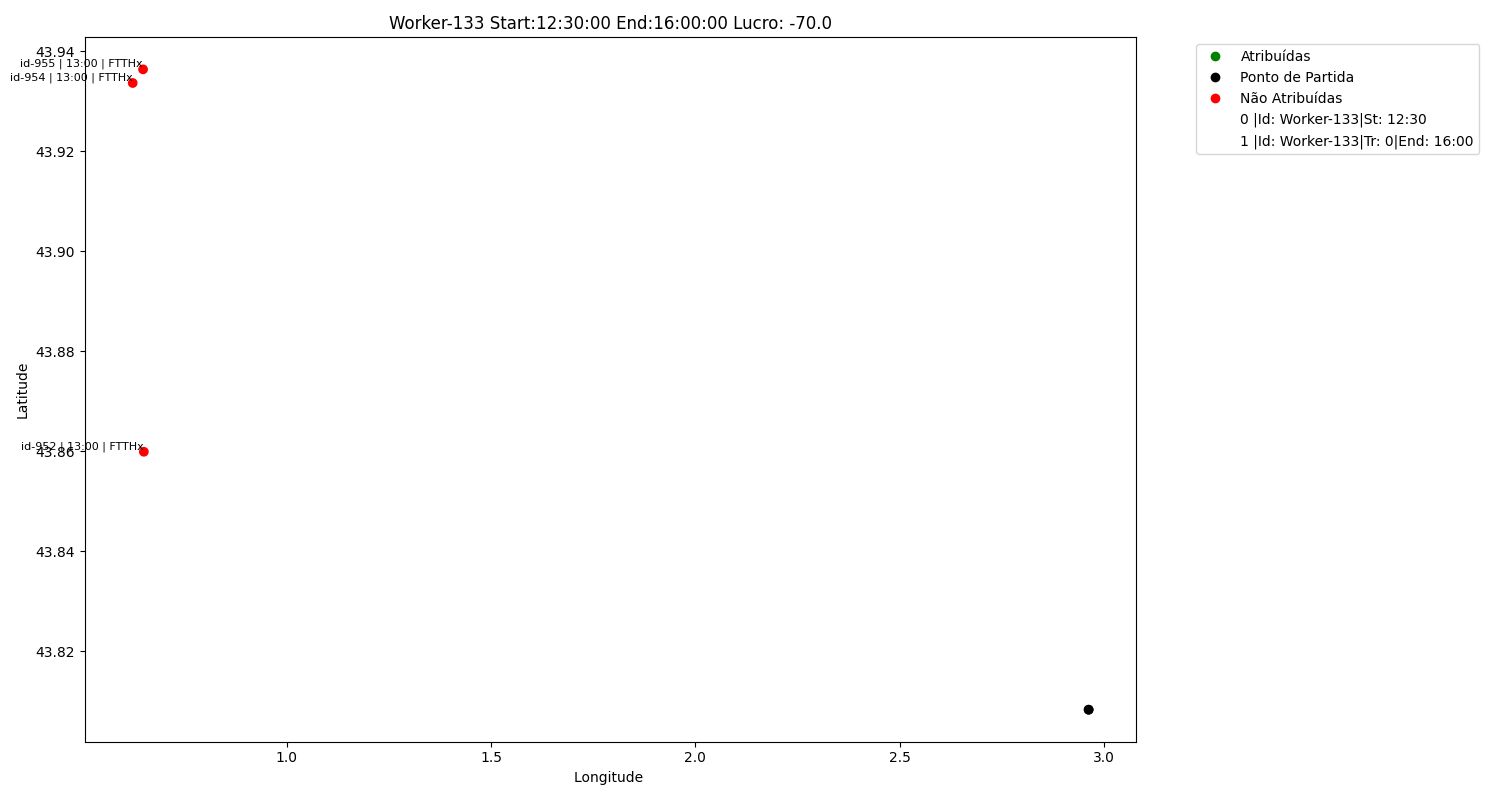 Worker-133 Start:12:30:00 End:16:00:00 Lucro: -70.0
43.94
id-955 | 13:00 | FTTHx
id-954 | 13:00 | FTTHx
43.92
43.90
43.88
id-952 | 13:00 | FTTHx
43.86
43.84
43.82
Latitude
1.0 1.5 2.0 2.5 3.0
Longitude
Atribuídas
Ponto de Partida
Não Atribuídas
0 |Id: Worker-133|St: 12:30
1 |Id: Worker-133|Tr: 0|End: 16:00